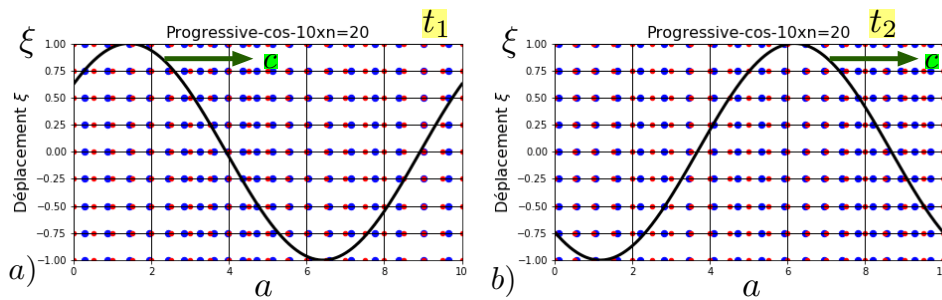 Progressive-cos-10xn=20
t₁
ξ
c
Déplacement ξ
1.00
0.75
0.50
0.25
0.00
−0.25
−0.50
−0.75
−1.00
0 2 4 6 8 10
a)
a
Progressive-cos-10xn=20
t₂
ξ
c
Déplacement ξ
1.00
0.75
0.50
0.25
0.00
−0.25
−0.50
−0.75
−1.00
0 2 4 6 8
b)
a